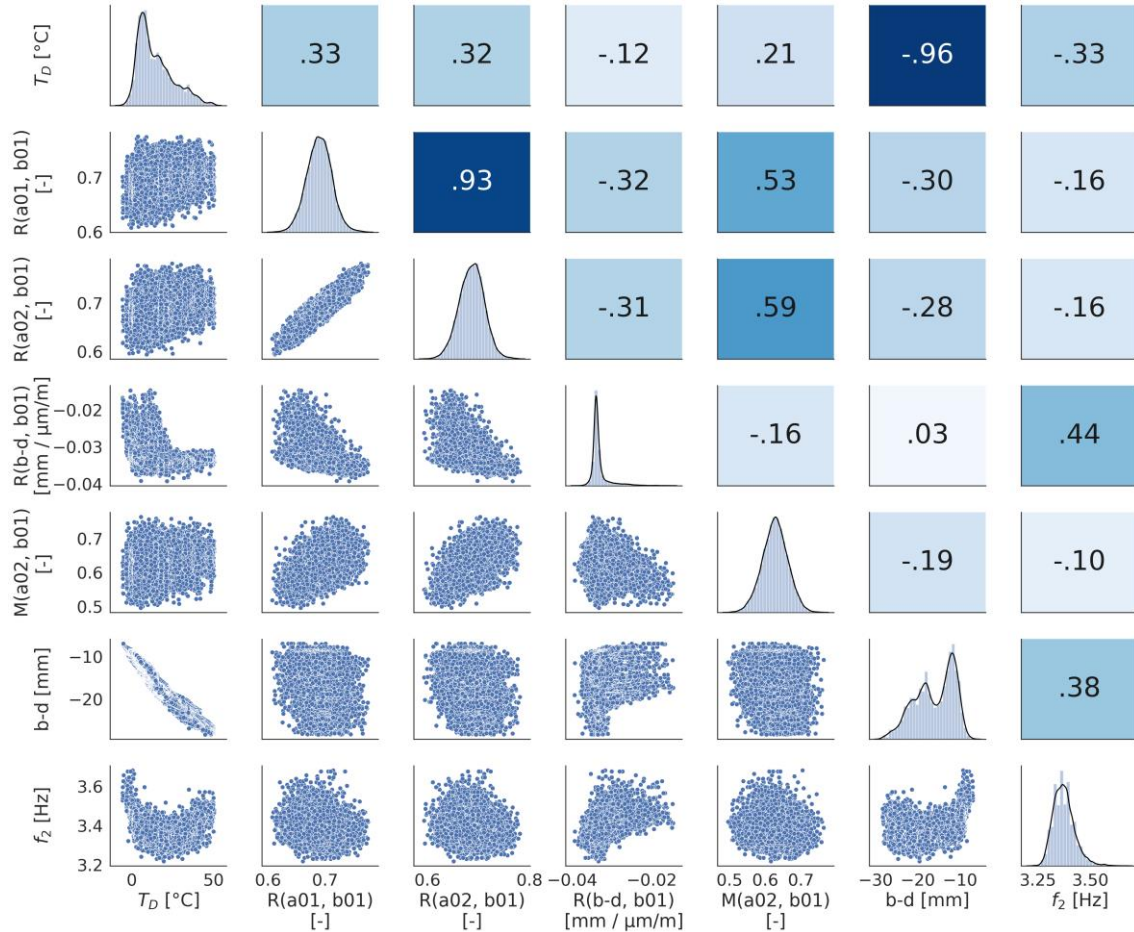 T_D [°C]
.33 .32 -.12 .21 -.96 -.33
R(a01, b01)
[-]
0.7
0.6
.93 -.32 .53 -.30 -.16
R(a02, b01)
[-]
0.7
0.6
-.31 .59 -.28 -.16
R(b-d, b01)
[mm / μm/m]
−0.02
−0.03
−0.04
-.16 .03 .44
M(a02, b01)
[-]
0.7
0.6
0.5
-.19 -.10
b-d [mm]
−10
−20
.38
f₂ [Hz]
3.6
3.4
3.2
0 50 0.6 0.7 0.6 0.8 −0.04 −0.02 0.5 0.6 0.7 −30 −20 −10 3.25 3.50
T_D [°C] R(a01, b01) R(a02, b01) R(b-d, b01) M(a02, b01) b-d [mm] f₂ [Hz]
[-] [-] [mm / μm/m] [-]